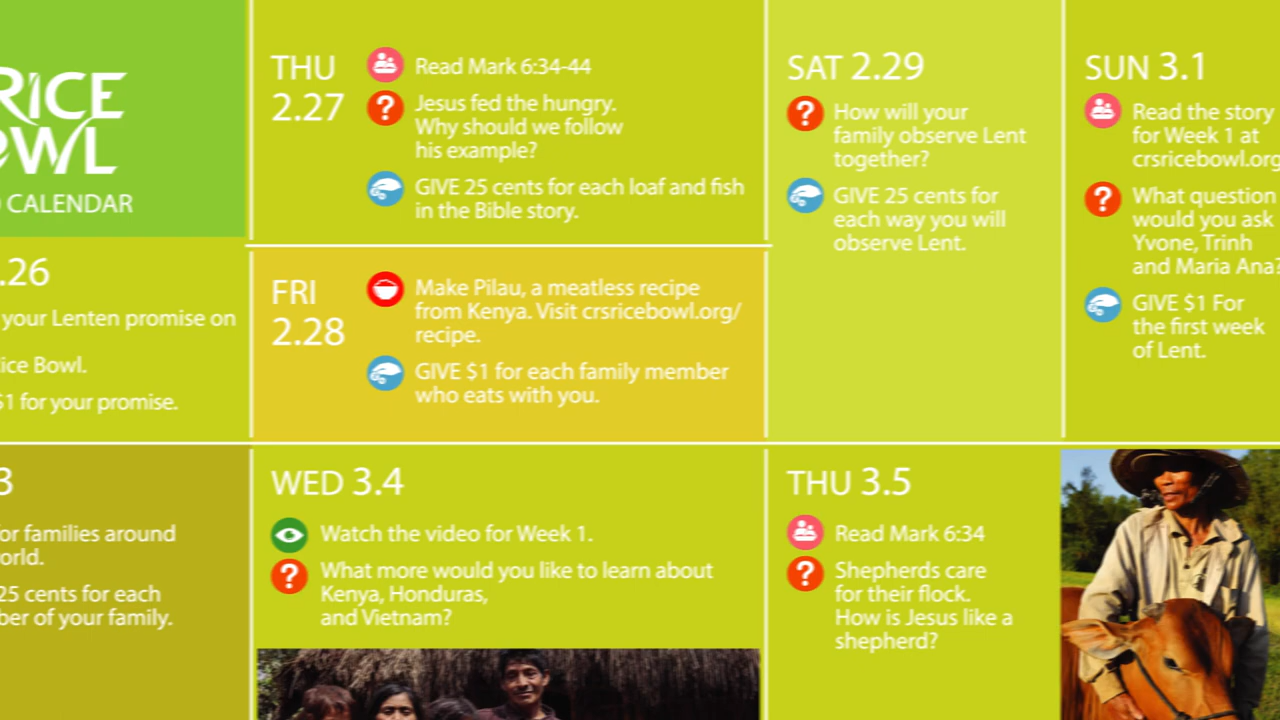 RICE
BOWL
CALENDAR
.26
your Lenten promise on
ice Bowl.
$1 for your promise.
THU
2.27
Read Mark 6:34-44
Jesus fed the hungry.
Why should we follow
his example?
GIVE 25 cents for each loaf and fish
in the Bible story.
FRI
2.28
Make Pilau, a meatless recipe
from Kenya. Visit crsricebowl.org/
recipe.
GIVE $1 for each family member
who eats with you.
SAT 2.29
How will your
family observe Lent
together?
GIVE 25 cents for
each way you will
observe Lent.
SUN 3.1
Read the story
for Week 1 at
crsricebowl.org
What question
would you ask
Yvone, Trinh
and Maria Ana?
GIVE $1 For
the first week
of Lent.
3
for families around
orld.
25 cents for each
ber of your family.
WED 3.4
Watch the video for Week 1.
What more would you like to learn about
Kenya, Honduras,
and Vietnam?
THU 3.5
Read Mark 6:34
Shepherds care
for their flock.
How is Jesus like a
shepherd?